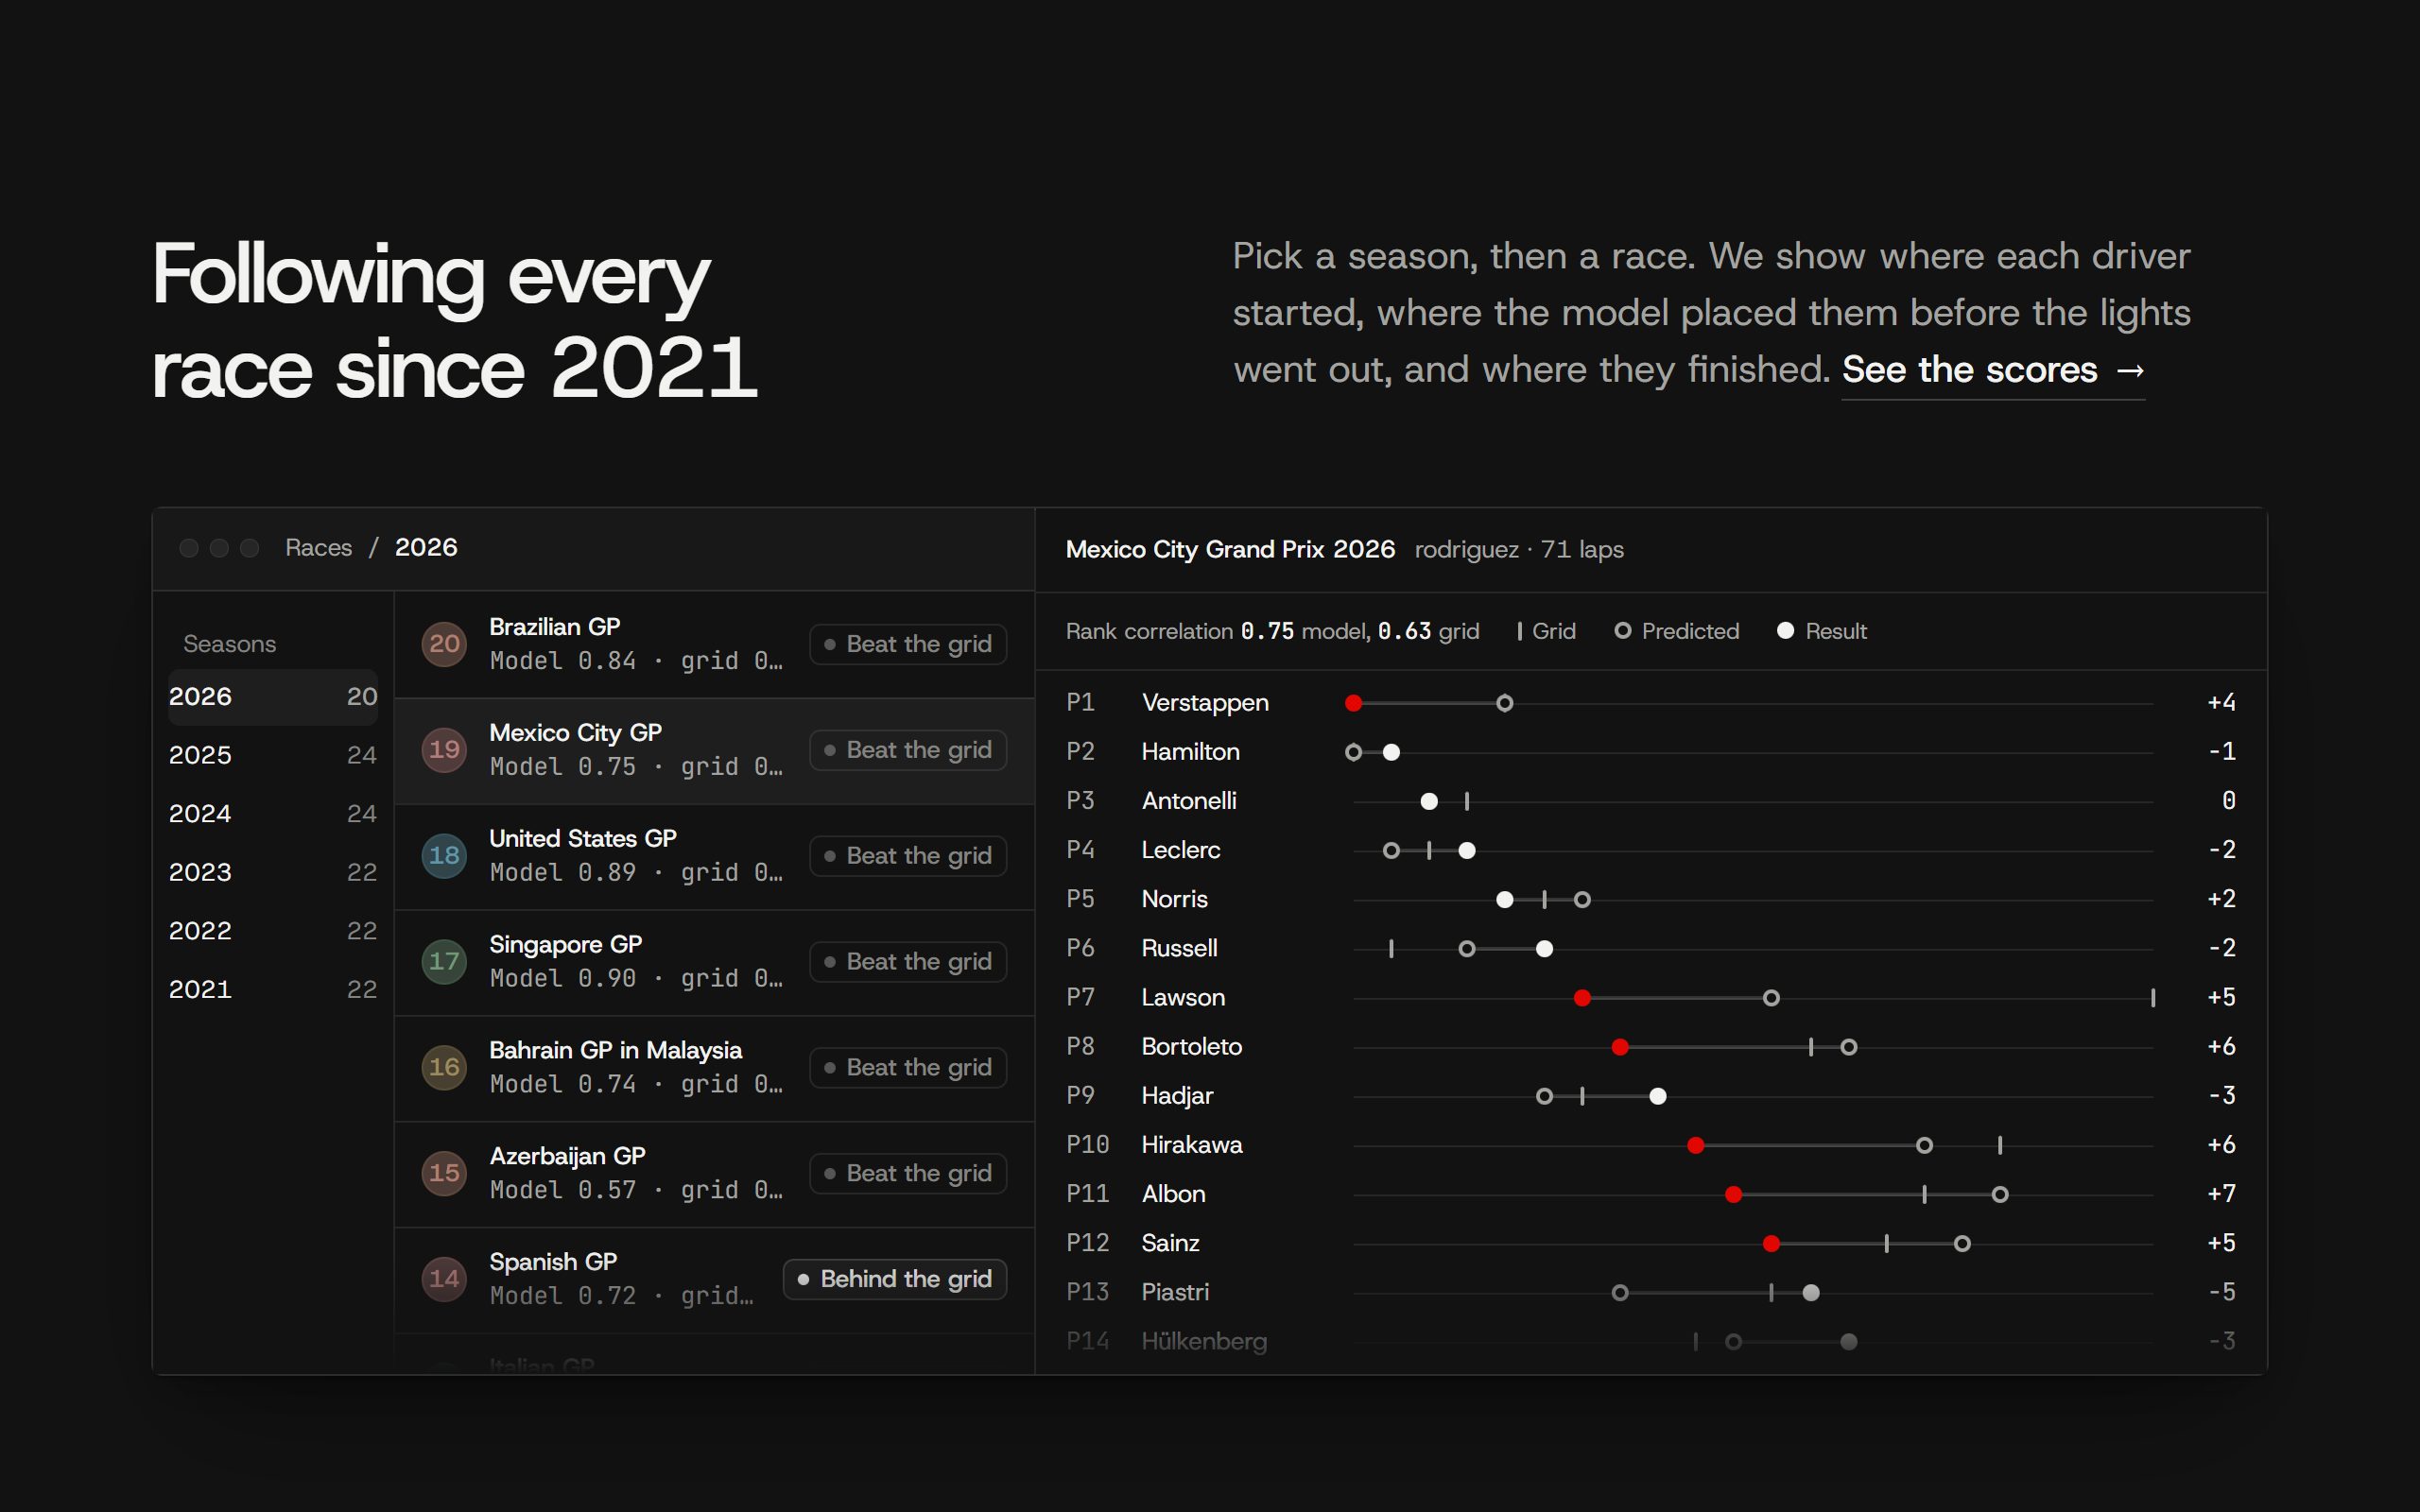 Following every
race since 2021
Pick a season, then a race. We show where each driver
started, where the model placed them before the lights
went out, and where they finished. See the scores →
Races / 2026
Seasons
2026 20
2025 24
2024 24
2023 22
2022 22
2021 22
20 Brazilian GP
Model 0.84 · grid 0…
Beat the grid
19 Mexico City GP
Model 0.75 · grid 0…
Beat the grid
18 United States GP
Model 0.89 · grid 0…
Beat the grid
17 Singapore GP
Model 0.90 · grid 0…
Beat the grid
16 Bahrain GP in Malaysia
Model 0.74 · grid 0…
Beat the grid
15 Azerbaijan GP
Model 0.57 · grid 0…
Beat the grid
14 Spanish GP
Model 0.72 · grid…
Behind the grid
Italian GP
Mexico City Grand Prix 2026 rodriguez · 71 laps
Rank correlation 0.75 model, 0.63 grid Grid Predicted Result
P1 Verstappen +4
P2 Hamilton -1
P3 Antonelli 0
P4 Leclerc -2
P5 Norris +2
P6 Russell -2
P7 Lawson +5
P8 Bortoleto +6
P9 Hadjar -3
P10 Hirakawa +6
P11 Albon +7
P12 Sainz +5
P13 Piastri -5
P14 Hülkenberg -3